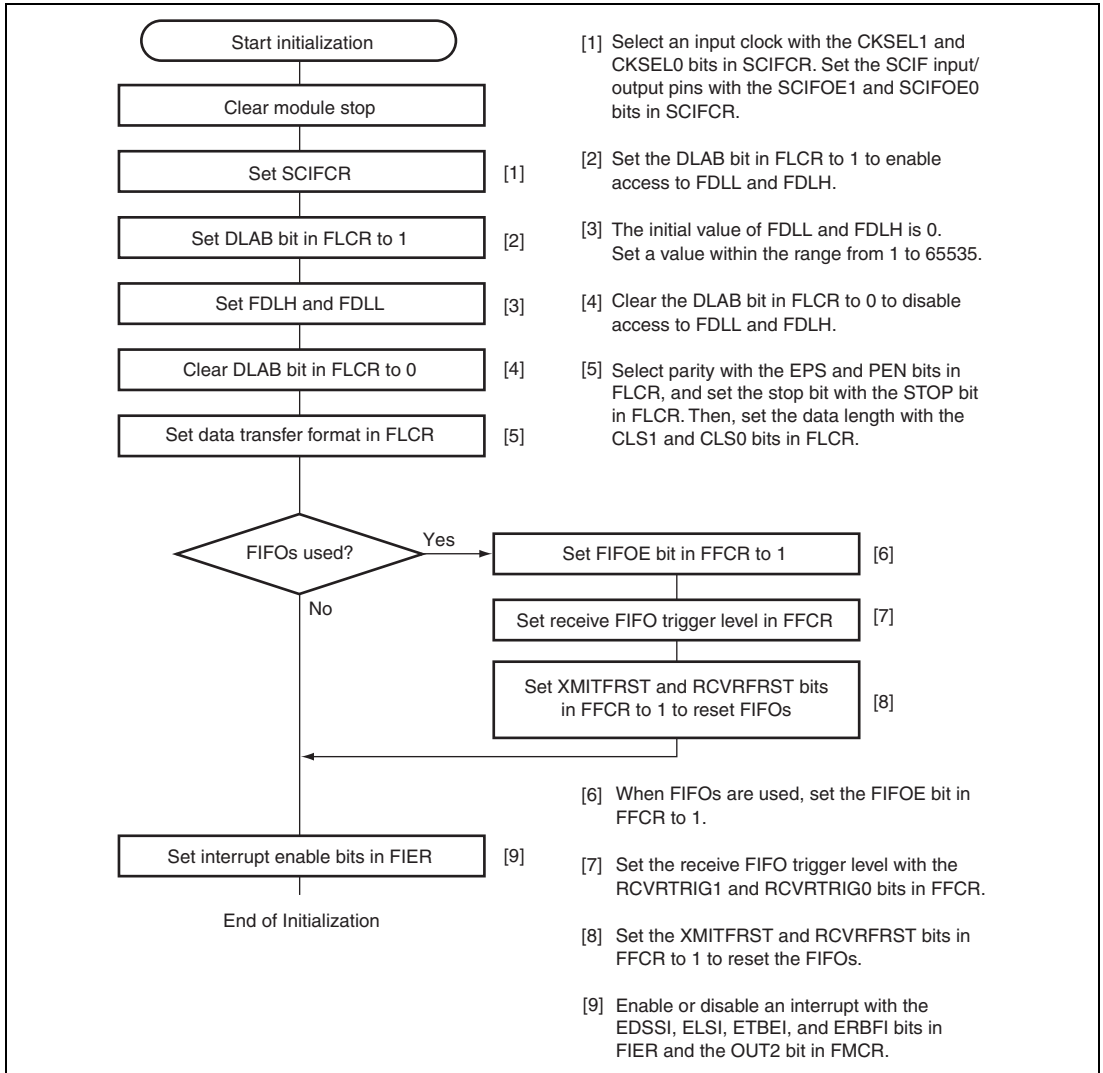 Start initialization
Clear module stop
Set SCIFCR
[1]
Set DLAB bit in FLCR to 1
[2]
Set FDLH and FDLL
[3]
Clear DLAB bit in FLCR to 0
[4]
Set data transfer format in FLCR
[5]
FIFOs used?
Yes
No
Set FIFOE bit in FFCR to 1
[6]
Set receive FIFO trigger level in FFCR
[7]
Set XMITFRST and RCVRFRST bits
in FFCR to 1 to reset FIFOs
[8]
Set interrupt enable bits in FIER
[9]
End of Initialization
[1] Select an input clock with the CKSEL1 and
CKSEL0 bits in SCIFCR. Set the SCIF input/
output pins with the SCIFOE1 and SCIFOE0
bits in SCIFCR.
[2] Set the DLAB bit in FLCR to 1 to enable
access to FDLL and FDLH.
[3] The initial value of FDLL and FDLH is 0.
Set a value within the range from 1 to 65535.
[4] Clear the DLAB bit in FLCR to 0 to disable
access to FDLL and FDLH.
[5] Select parity with the EPS and PEN bits in
FLCR, and set the stop bit with the STOP bit
in FLCR. Then, set the data length with the
CLS1 and CLS0 bits in FLCR.
[6] When FIFOs are used, set the FIFOE bit in
FFCR to 1.
[7] Set the receive FIFO trigger level with the
RCVRTRIG1 and RCVRTRIG0 bits in FFCR.
[8] Set the XMITFRST and RCVRFRST bits in
FFCR to 1 to reset the FIFOs.
[9] Enable or disable an interrupt with the
EDSSI, ELSI, ETBEI, and ERBFI bits in
FIER and the OUT2 bit in FMCR.